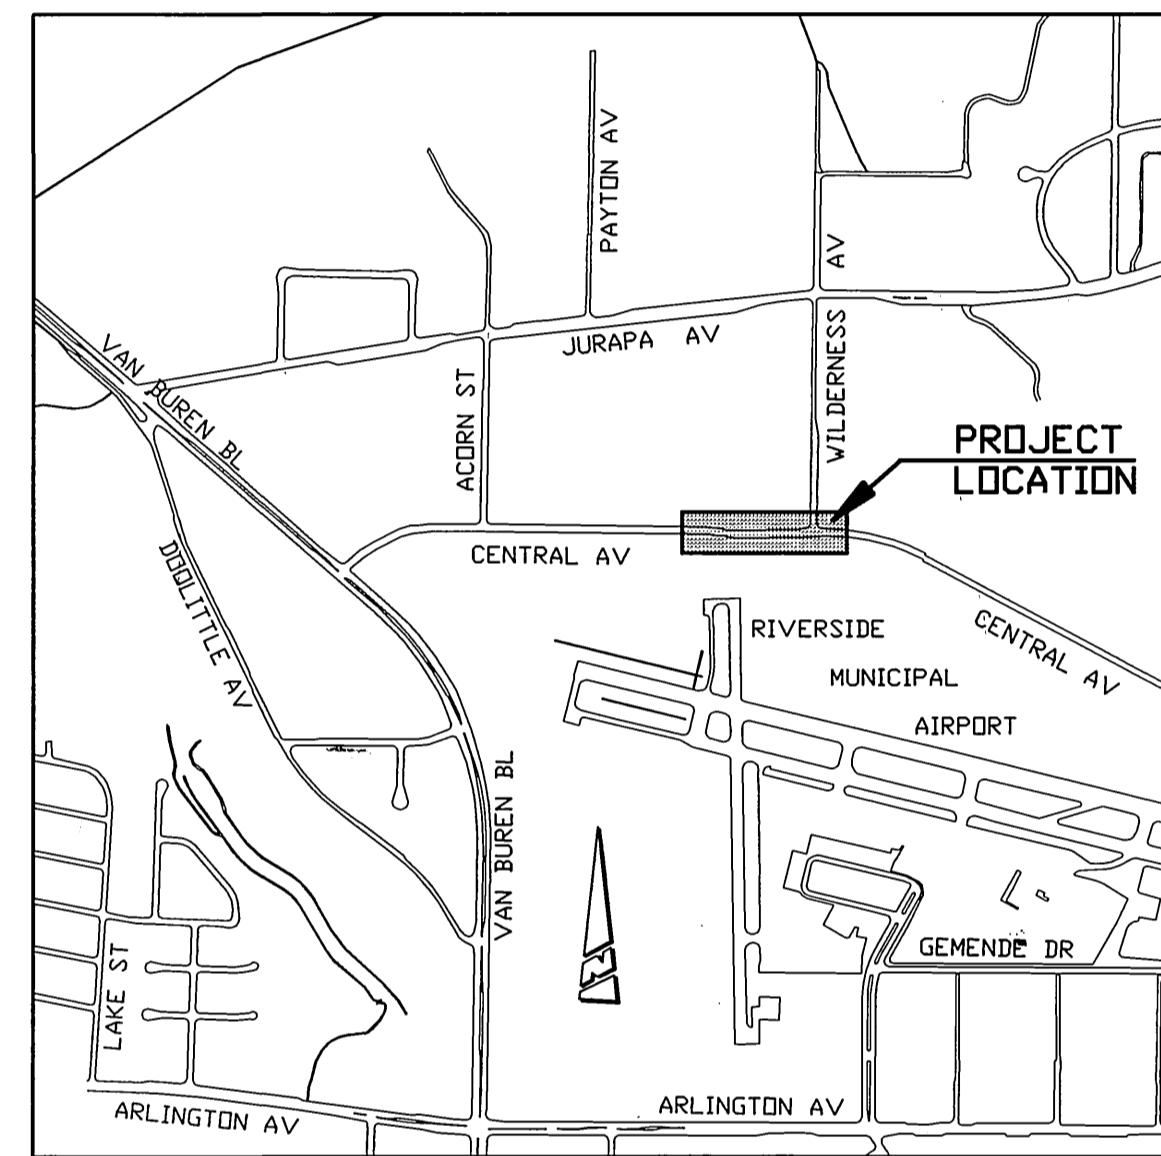 PAYTON AV
WILDERNESS AV
JURAPA AV
VAN BUREN BL
ACORN ST
PROJECT
LOCATION
CENTRAL AV
DOOLITTLE AV
CENTRAL AV
RIVERSIDE
MUNICIPAL
AIRPORT
VAN BUREN BL
N
GEMENDE DR
LAKE ST
ARLINGTON AV
ARLINGTON AV